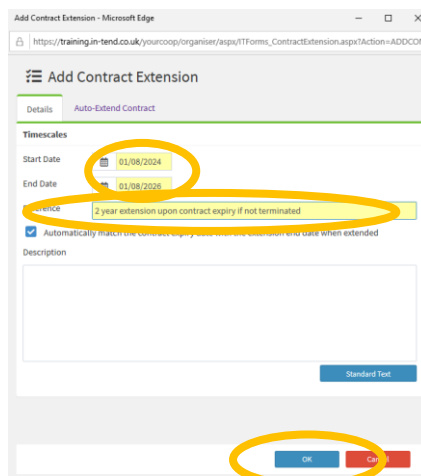 Add Contract Extension - Microsoft Edge
https://training.in-tend.co.uk/yourcoop/organiser/aspx/ITForms_ContractExtension.aspx?Action=ADDCON
Add Contract Extension
Details Auto-Extend Contract
Timescales
Start Date 01/08/2024
End Date 01/08/2026
2 year extension upon contract expiry if not terminated
Automatically match the contract expiry date with the extension end date when extended
Description
Standard Text
OK Cancel